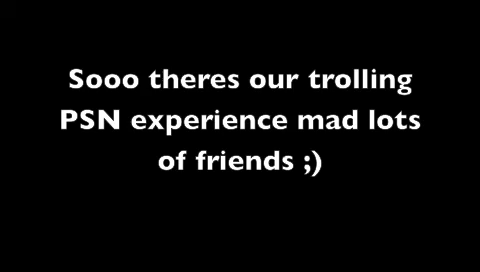 Sooo theres our trolling
PSN experience mad lots
of friends ;)